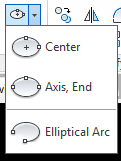 Center
Axis, End
Elliptical Arc